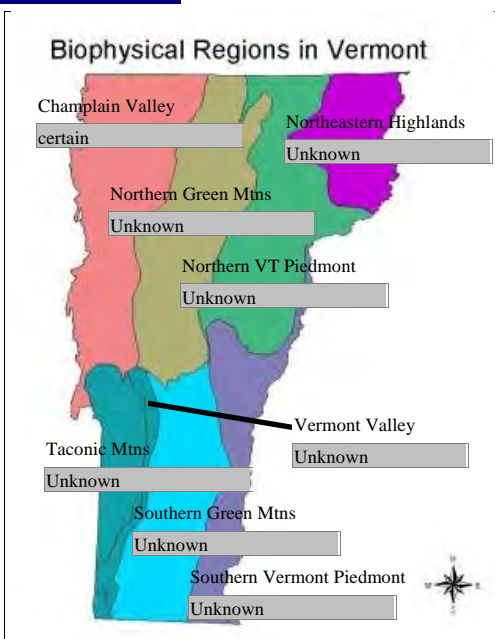 Biophysical Regions in Vermont
Champlain Valley
certain
Northeastern Highlands
Unknown
Northern Green Mtns
Unknown
Northern VT Piedmont
Unknown
Vermont Valley
Unknown
Taconic Mtns
Unknown
Southern Green Mtns
Unknown
Southern Vermont Piedmont
Unknown